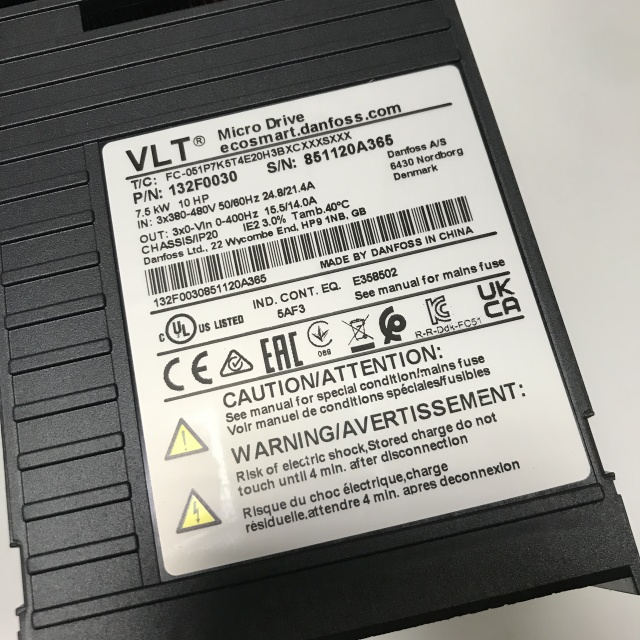 VLT® Micro Drive
ecosmart.danfoss.com
T/C: FC-051P7K5T4E20H3BXCXXXSXXX
P/N: 132F0030 S/N: 851120A365
7.5 kW 10 HP
IN: 3x380-480V 50/60Hz 24.8/21.4A
OUT: 3x0-Vin 0-400Hz 15.5/14.0A
CHASSIS/IP20 IE2 3,0% Tamb.40°C
Danfoss Ltd., 22 Wycombe End, HP9 1NB, GB
Danfoss A/S
6430 Nordborg
Denmark
132F0030851120A365
MADE BY DANFOSS IN CHINA
c UL US LISTED IND. CONT. EQ. E358502
5AF3 See manual for mains fuse
CE EAC 089 UK CA
R-R-Ddk-FC51
CAUTION/ATTENTION:
See manual for special condition/mains fuse
Voir manuel de conditions spéciales/fusibles
WARNING/AVERTISSEMENT:
Risk of electric shock,Stored charge do not
touch until 4 min. after disconnection
Risque du choc électrique,charge
résiduelle,attendre 4 min. apres deconnexion